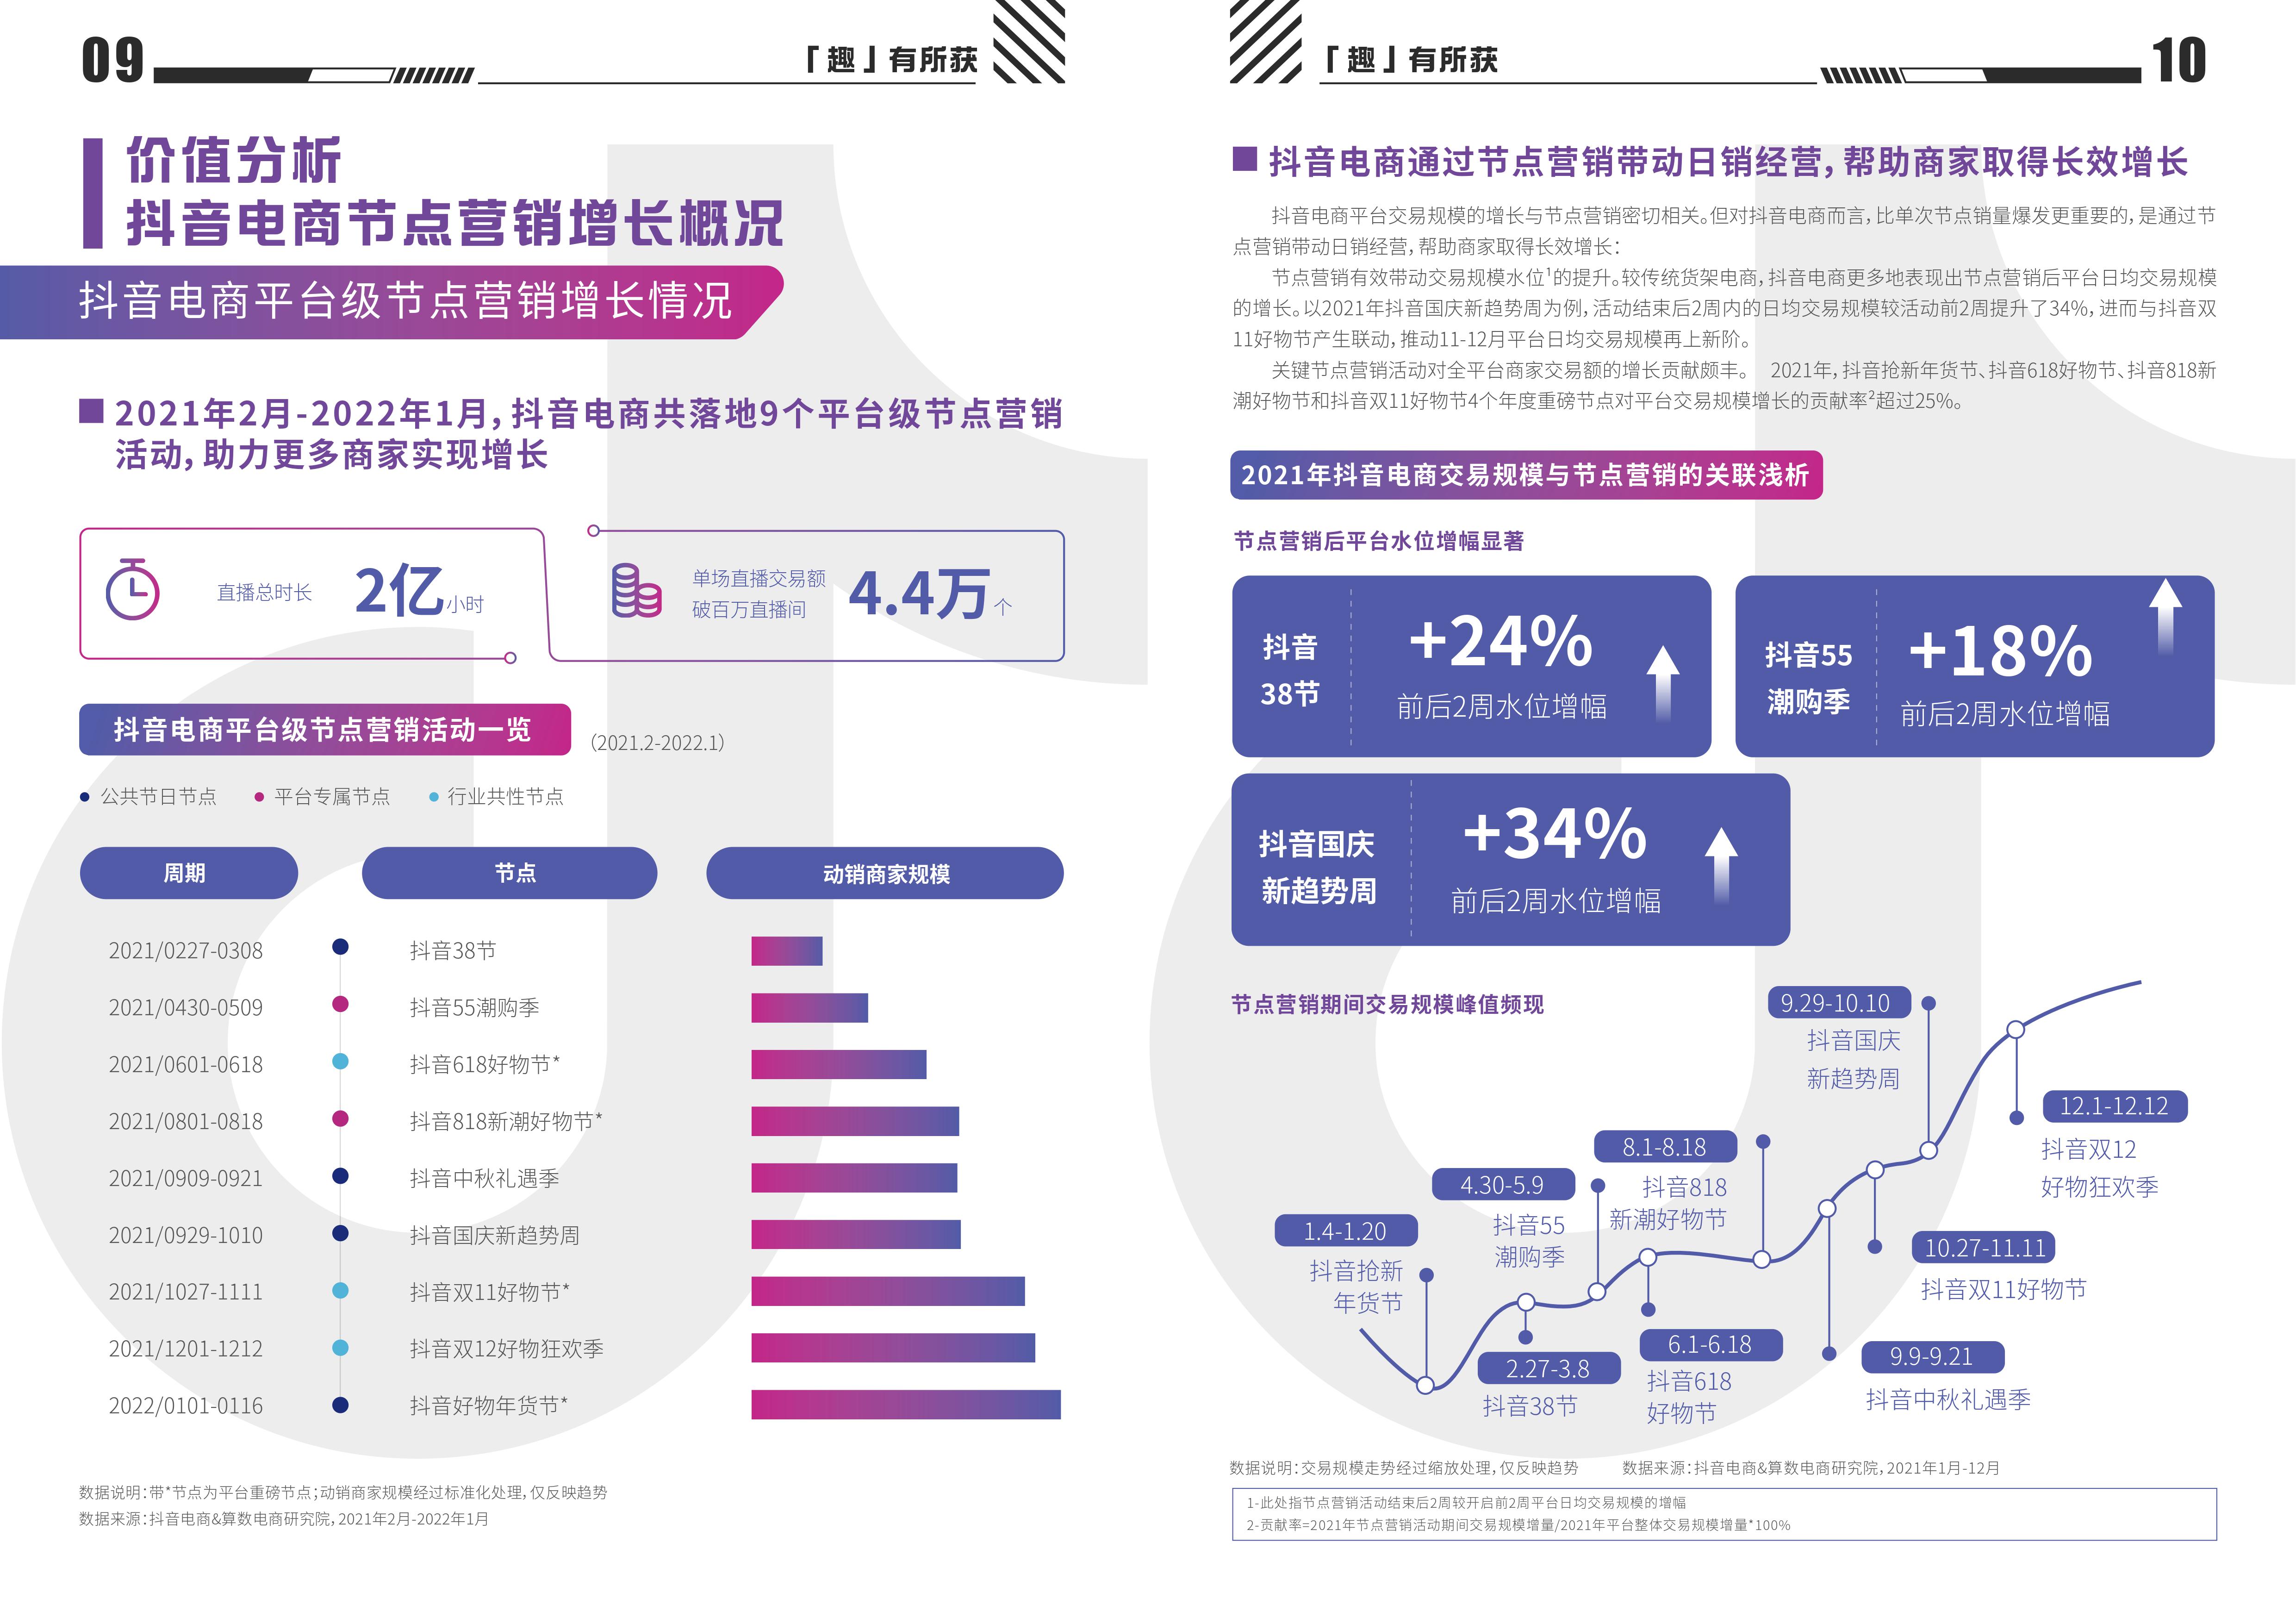 09
「趣」有所获
价值分析
抖音电商节点营销增长概况
抖音电商平台级节点营销增长情况
2021年2月-2022年1月，抖音电商共落地9个平台级节点营销
活动，助力更多商家实现增长
直播总时长 2亿小时
单场直播交易额
破百万直播间 4.4万个
抖音电商平台级节点营销活动一览 （2021.2-2022.1）
公共节日节点 平台专属节点 行业共性节点
周期 节点 动销商家规模
2021/0227-0308 抖音38节
2021/0430-0509 抖音55潮购季
2021/0601-0618 抖音618好物节*
2021/0801-0818 抖音818新潮好物节*
2021/0909-0921 抖音中秋礼遇季
2021/0929-1010 抖音国庆新趋势周
2021/1027-1111 抖音双11好物节*
2021/1201-1212 抖音双12好物狂欢季
2022/0101-0116 抖音好物年货节*
数据说明：带*节点为平台重磅节点；动销商家规模经过标准化处理，仅反映趋势
数据来源：抖音电商&算数电商研究院，2021年2月-2022年1月
「趣」有所获
10
抖音电商通过节点营销带动日销经营，帮助商家取得长效增长
抖音电商平台交易规模的增长与节点营销密切相关。但对抖音电商而言，比单次节点销量爆发更重要的，是通过节
点营销带动日销经营，帮助商家取得长效增长：
节点营销有效带动交易规模水位¹的提升。较传统货架电商，抖音电商更多地表现出节点营销后平台日均交易规模
的增长。以2021年抖音国庆新趋势周为例，活动结束后2周内的日均交易规模较活动前2周提升了34%，进而与抖音双
11好物节产生联动，推动11-12月平台日均交易规模再上新阶。
关键节点营销活动对全平台商家交易额的增长贡献颇丰。 2021年，抖音抢新年货节、抖音618好物节、抖音818新
潮好物节和抖音双11好物节4个年度重磅节点对平台交易规模增长的贡献率²超过25%。
2021年抖音电商交易规模与节点营销的关联浅析
节点营销后平台水位增幅显著
抖音
38节
+24%
前后2周水位增幅
抖音55
潮购季
+18%
前后2周水位增幅
抖音国庆
新趋势周
+34%
前后2周水位增幅
节点营销期间交易规模峰值频现
1.4-1.20
抖音抢新
年货节
2.27-3.8
抖音38节
4.30-5.9
抖音55
潮购季
6.1-6.18
抖音618
好物节
8.1-8.18
抖音818
新潮好物节
9.9-9.21
抖音中秋礼遇季
9.29-10.10
抖音国庆
新趋势周
10.27-11.11
抖音双11好物节
12.1-12.12
抖音双12
好物狂欢季
数据说明：交易规模走势经过缩放处理，仅反映趋势 数据来源：抖音电商&算数电商研究院，2021年1月-12月
1-此处指节点营销活动结束后2周较开启前2周平台日均交易规模的增幅
2-贡献率=2021年节点营销活动期间交易规模增量/2021年平台整体交易规模增量*100%